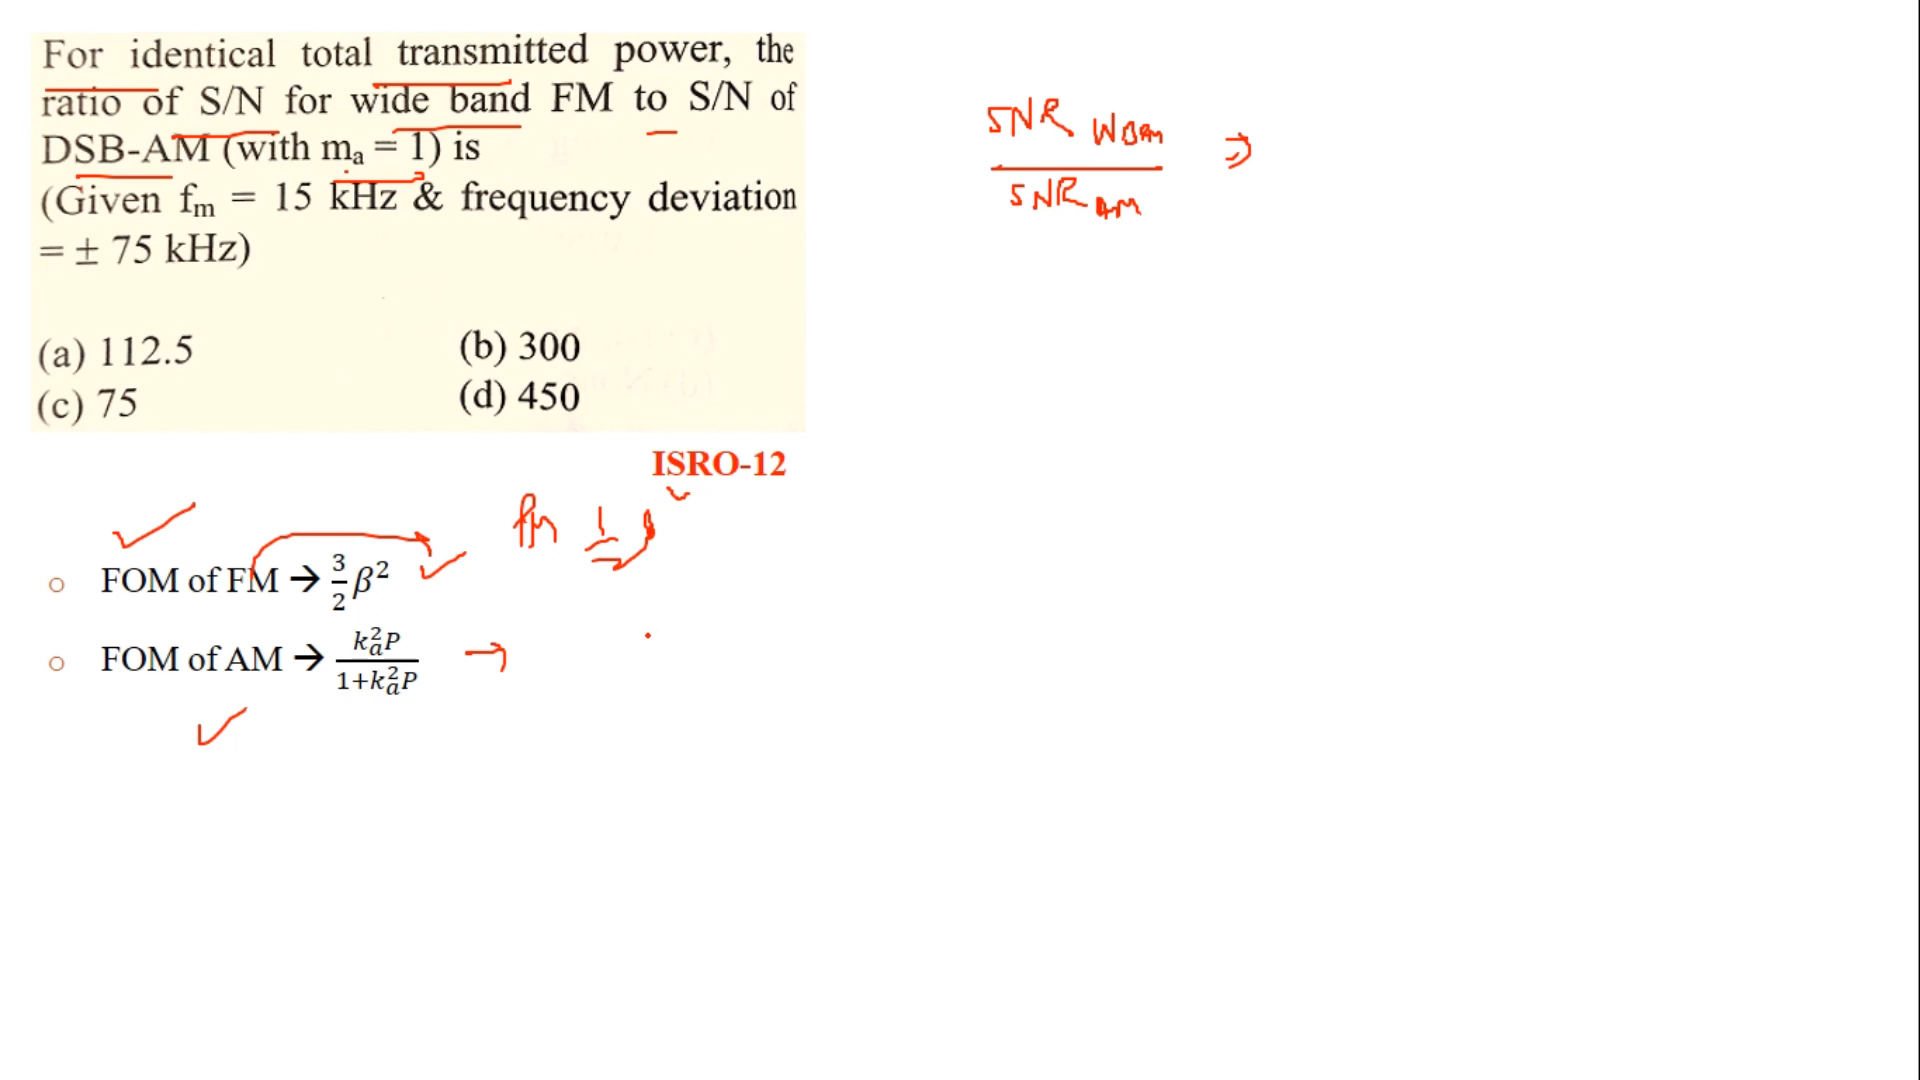 For identical total transmitted power, the
ratio of S/N for wide band FM to S/N of
DSB-AM (with mₐ = 1) is
(Given fₘ = 15 kHz & frequency deviation
= ± 75 kHz)
(a) 112.5 (b) 300
(c) 75 (d) 450
ISRO-12
FOM of FM → 3/2 β²
FOM of AM → kₐ²P / 1+kₐ²P
SNR
SNR AM